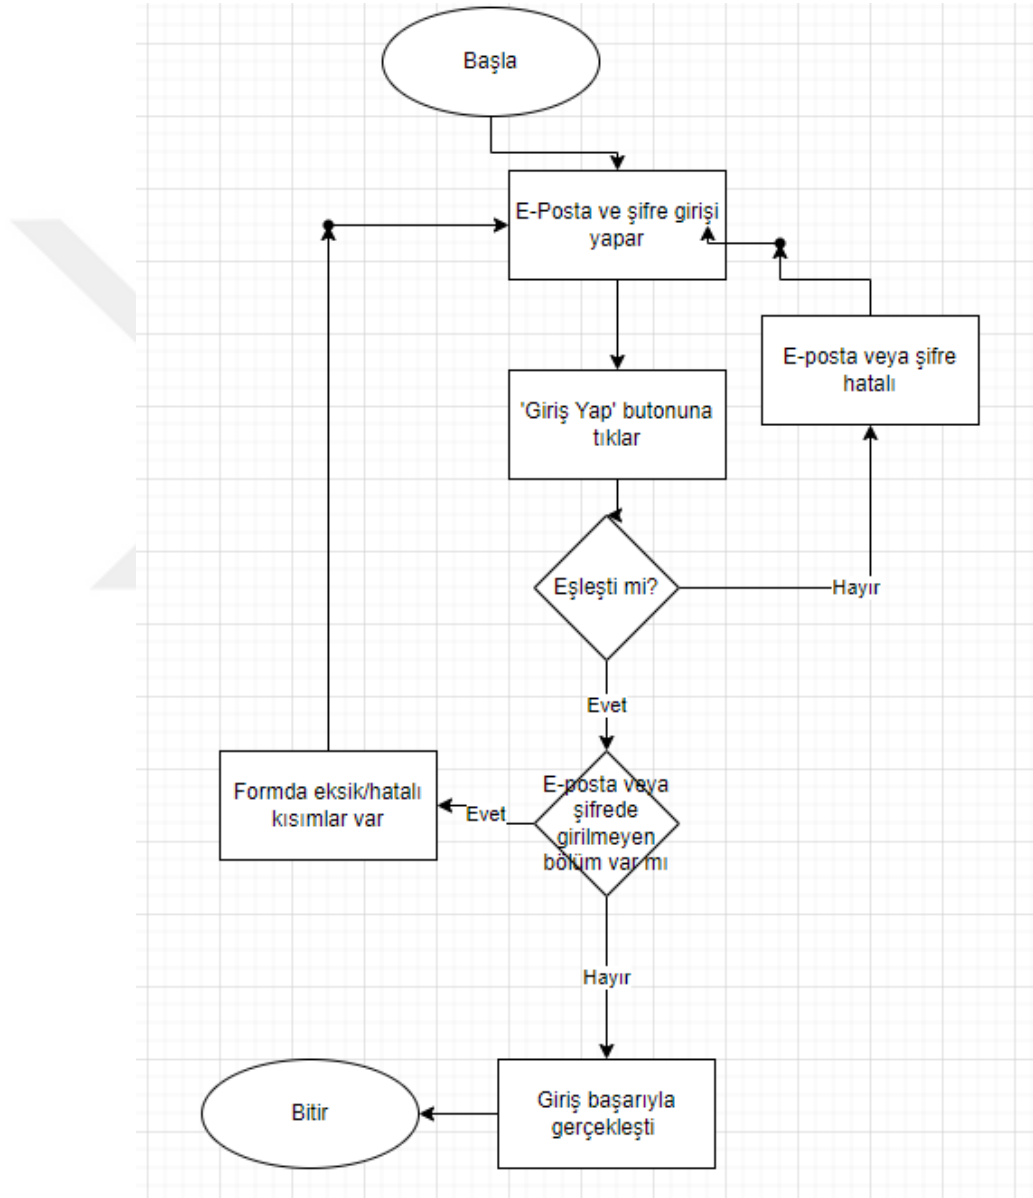 Başla
E-Posta ve şifre girişi
yapar
E-posta veya şifre
hatalı
'Giriş Yap' butonuna
tıklar
Eşleşti mi?
Hayır
Evet
Formda eksik/hatalı
kısımlar var
Evet
E-posta veya
şifrede
girilmeyen
bölüm var mı
Hayır
Giriş başarıyla
gerçekleşti
Bitir